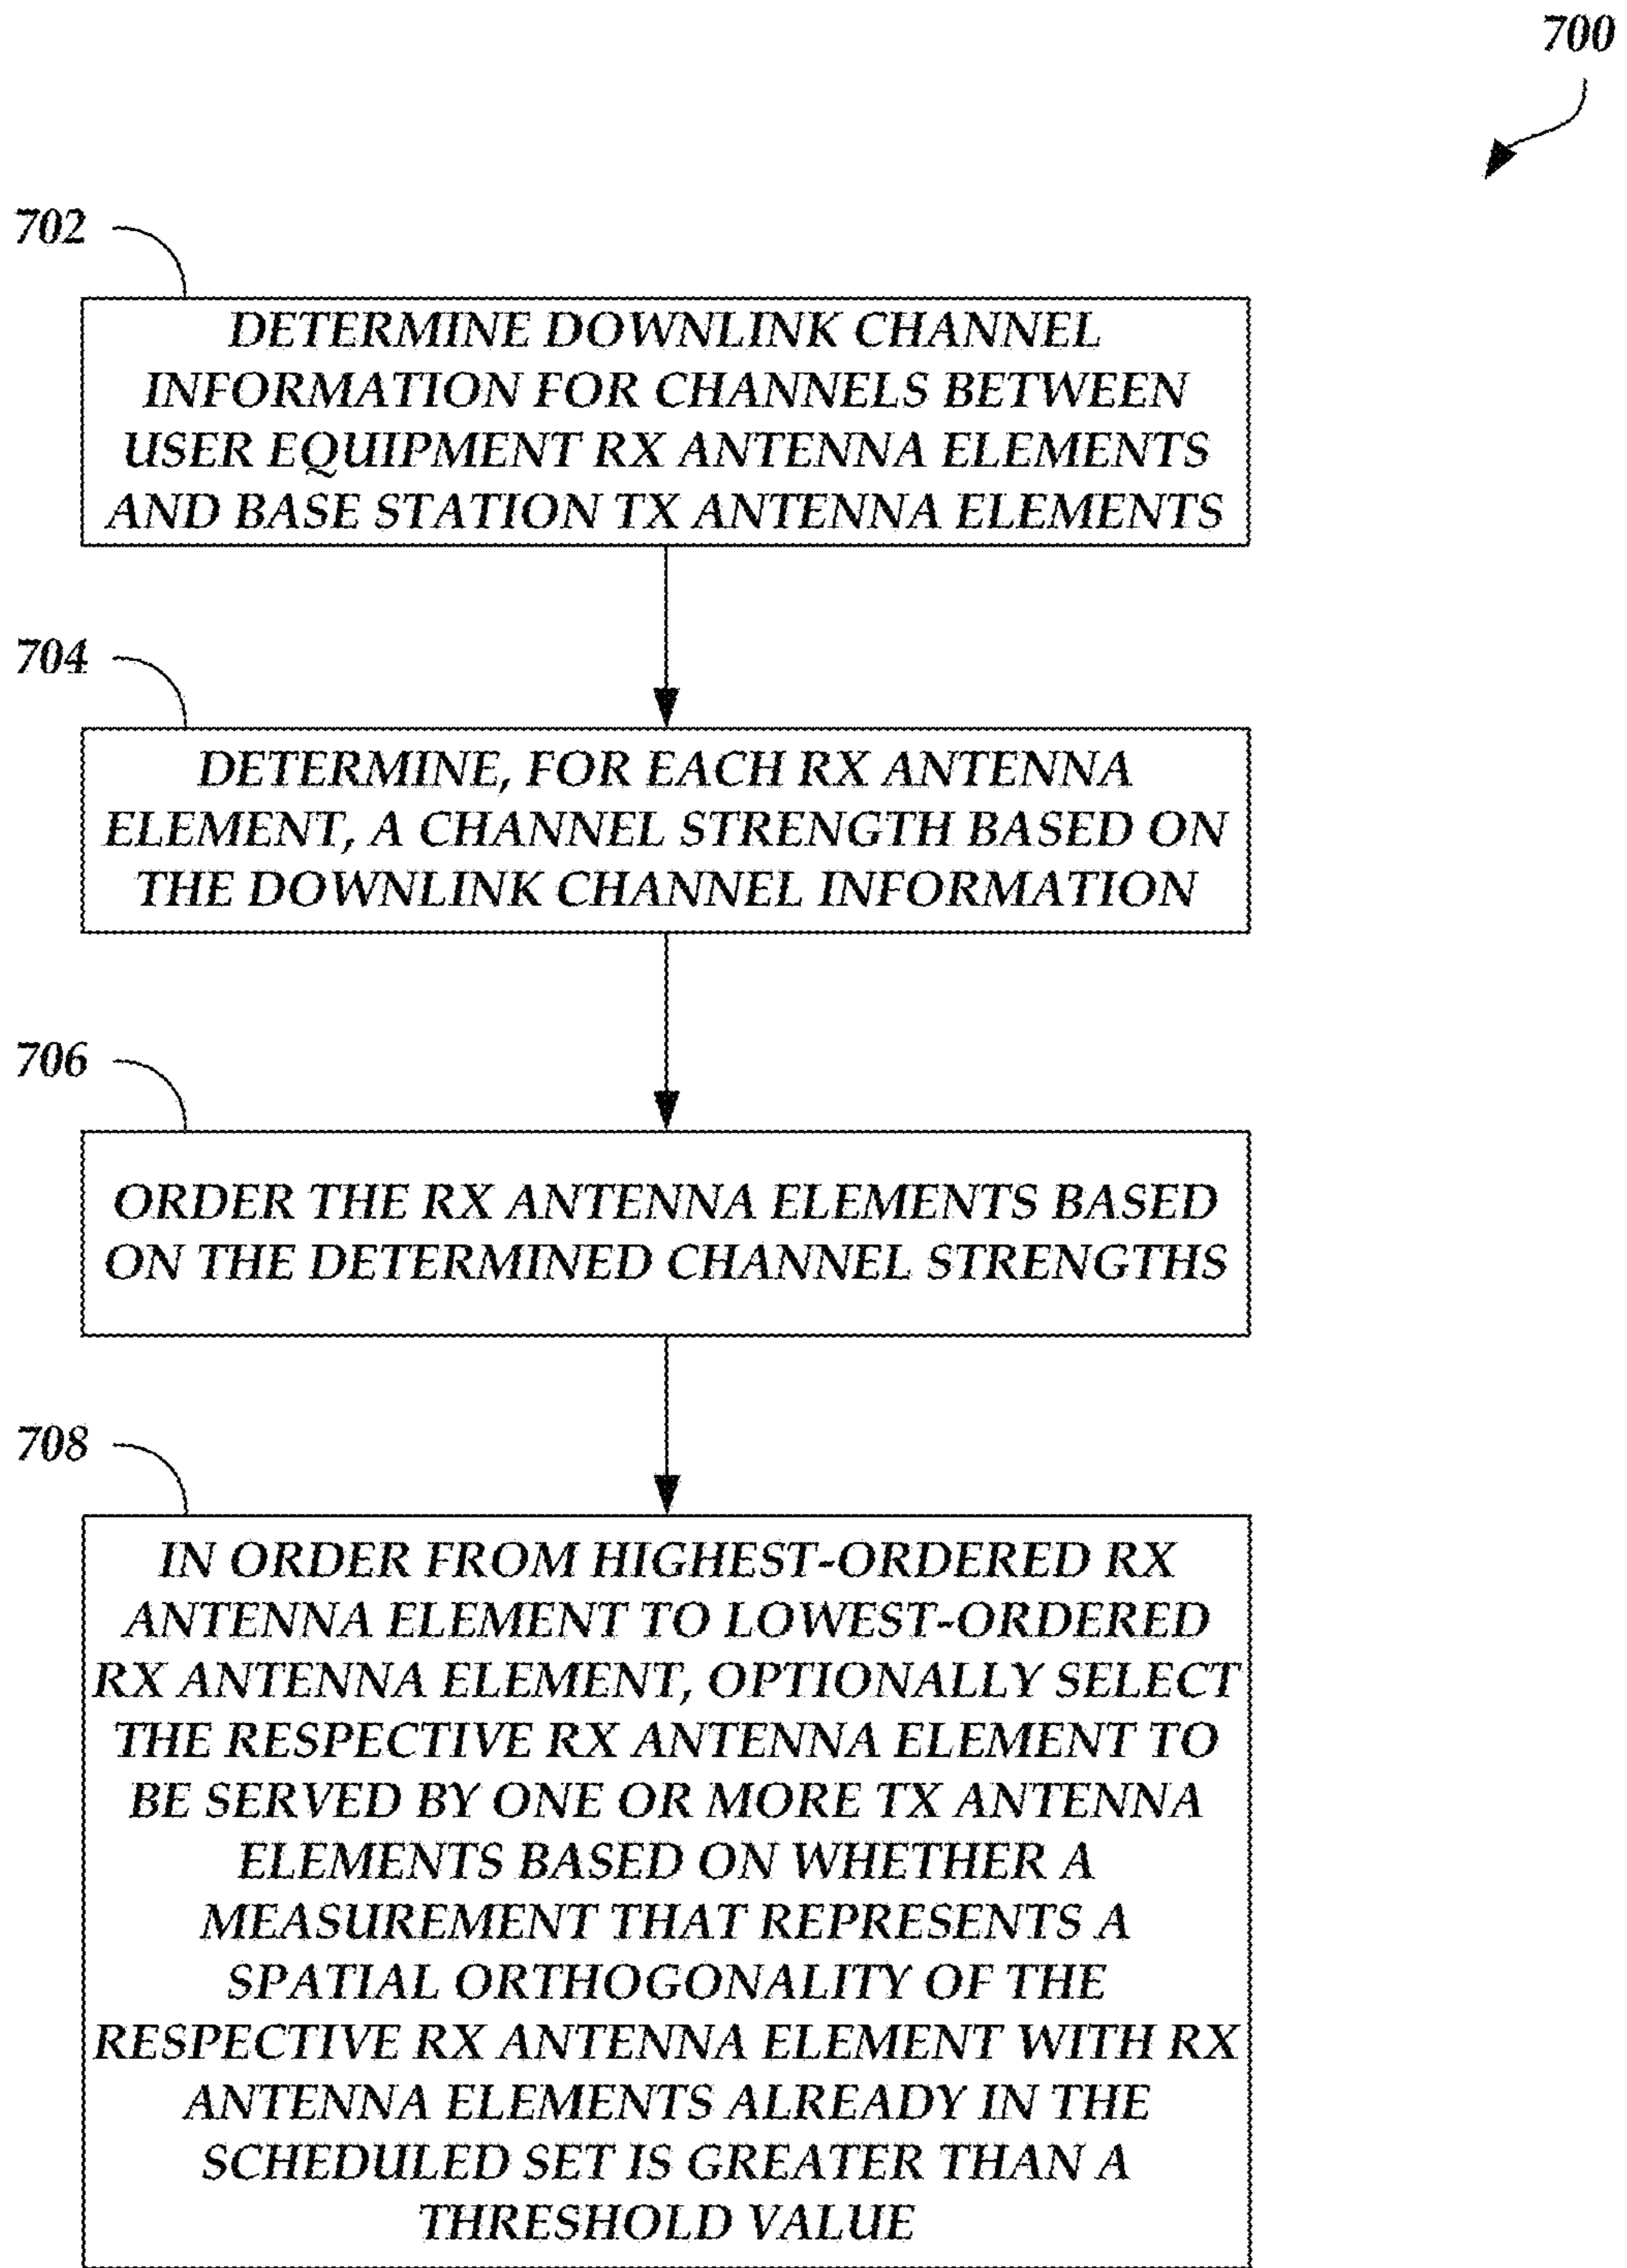 700
702
DETERMINE DOWNLINK CHANNEL
INFORMATION FOR CHANNELS BETWEEN
USER EQUIPMENT RX ANTENNA ELEMENTS
AND BASE STATION TX ANTENNA ELEMENTS
704
DETERMINE, FOR EACH RX ANTENNA
ELEMENT, A CHANNEL STRENGTH BASED ON
THE DOWNLINK CHANNEL INFORMATION
706
ORDER THE RX ANTENNA ELEMENTS BASED
ON THE DETERMINED CHANNEL STRENGTHS
708
IN ORDER FROM HIGHEST-ORDERED RX
ANTENNA ELEMENT TO LOWEST-ORDERED
RX ANTENNA ELEMENT, OPTIONALLY SELECT
THE RESPECTIVE RX ANTENNA ELEMENT TO
BE SERVED BY ONE OR MORE TX ANTENNA
ELEMENTS BASED ON WHETHER A
MEASUREMENT THAT REPRESENTS A
SPATIAL ORTHOGONALITY OF THE
RESPECTIVE RX ANTENNA ELEMENT WITH RX
ANTENNA ELEMENTS ALREADY IN THE
SCHEDULED SET IS GREATER THAN A
THRESHOLD VALUE